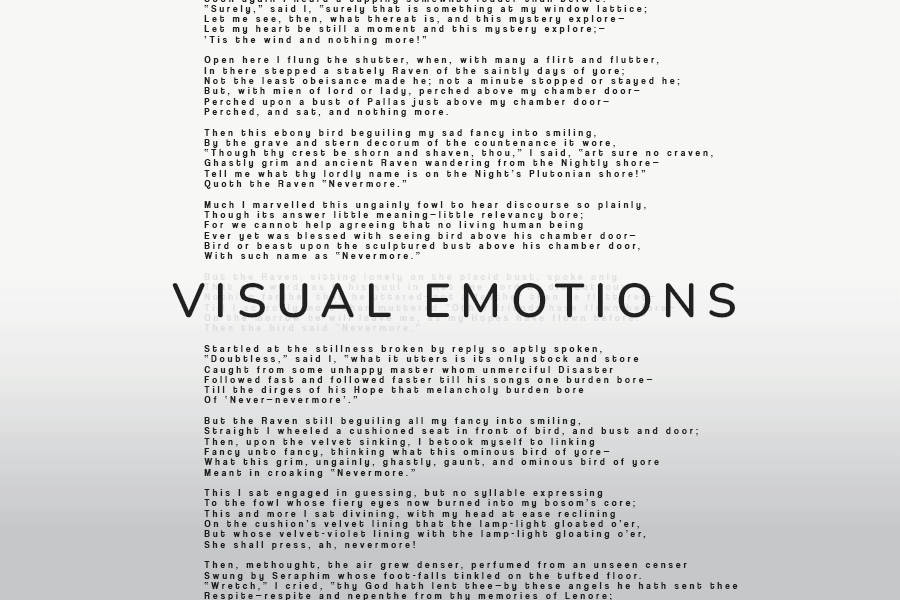 "Surely," said I, "surely that is something at my window lattice;
Let me see, then, what thereat is, and this mystery explore—
Let my heart be still a moment and this mystery explore;—
'Tis the wind and nothing more!"
Open here I flung the shutter, when, with many a flirt and flutter,
In there stepped a stately Raven of the saintly days of yore;
Not the least obeisance made he; not a minute stopped or stayed he;
But, with mien of lord or lady, perched above my chamber door—
Perched upon a bust of Pallas just above my chamber door—
Perched, and sat, and nothing more.
Then this ebony bird beguiling my sad fancy into smiling,
By the grave and stern decorum of the countenance it wore,
"Though thy crest be shorn and shaven, thou," I said, "art sure no craven,
Ghastly grim and ancient Raven wandering from the Nightly shore—
Tell me what thy lordly name is on the Night's Plutonian shore!"
Quoth the Raven "Nevermore."
Much I marvelled this ungainly fowl to hear discourse so plainly,
Though its answer little meaning—little relevancy bore;
For we cannot help agreeing that no living human being
Ever yet was blessed with seeing bird above his chamber door—
Bird or beast upon the sculptured bust above his chamber door,
With such name as "Nevermore."
But the Raven, sitting lonely on the placid bust, spoke only
VISUAL EMOTIONS
Then the bird said "Nevermore."
Startled at the stillness broken by reply so aptly spoken,
"Doubtless," said I, "what it utters is its only stock and store
Caught from some unhappy master whom unmerciful Disaster
Followed fast and followed faster till his songs one burden bore—
Till the dirges of his Hope that melancholy burden bore
Of 'Never—nevermore'."
But the Raven still beguiling all my fancy into smiling,
Straight I wheeled a cushioned seat in front of bird, and bust and door;
Then, upon the velvet sinking, I betook myself to linking
Fancy unto fancy, thinking what this ominous bird of yore—
What this grim, ungainly, ghastly, gaunt, and ominous bird of yore
Meant in croaking "Nevermore."
This I sat engaged in guessing, but no syllable expressing
To the fowl whose fiery eyes now burned into my bosom's core;
This and more I sat divining, with my head at ease reclining
On the cushion's velvet lining that the lamp-light gloated o'er,
But whose velvet-violet lining with the lamp-light gloating o'er,
She shall press, ah, nevermore!
Then, methought, the air grew denser, perfumed from an unseen censer
Swung by Seraphim whose foot-falls tinkled on the tufted floor.
"Wretch," I cried, "thy God hath lent thee—by these angels he hath sent thee
Respite—respite and nepenthe from thy memories of Lenore;